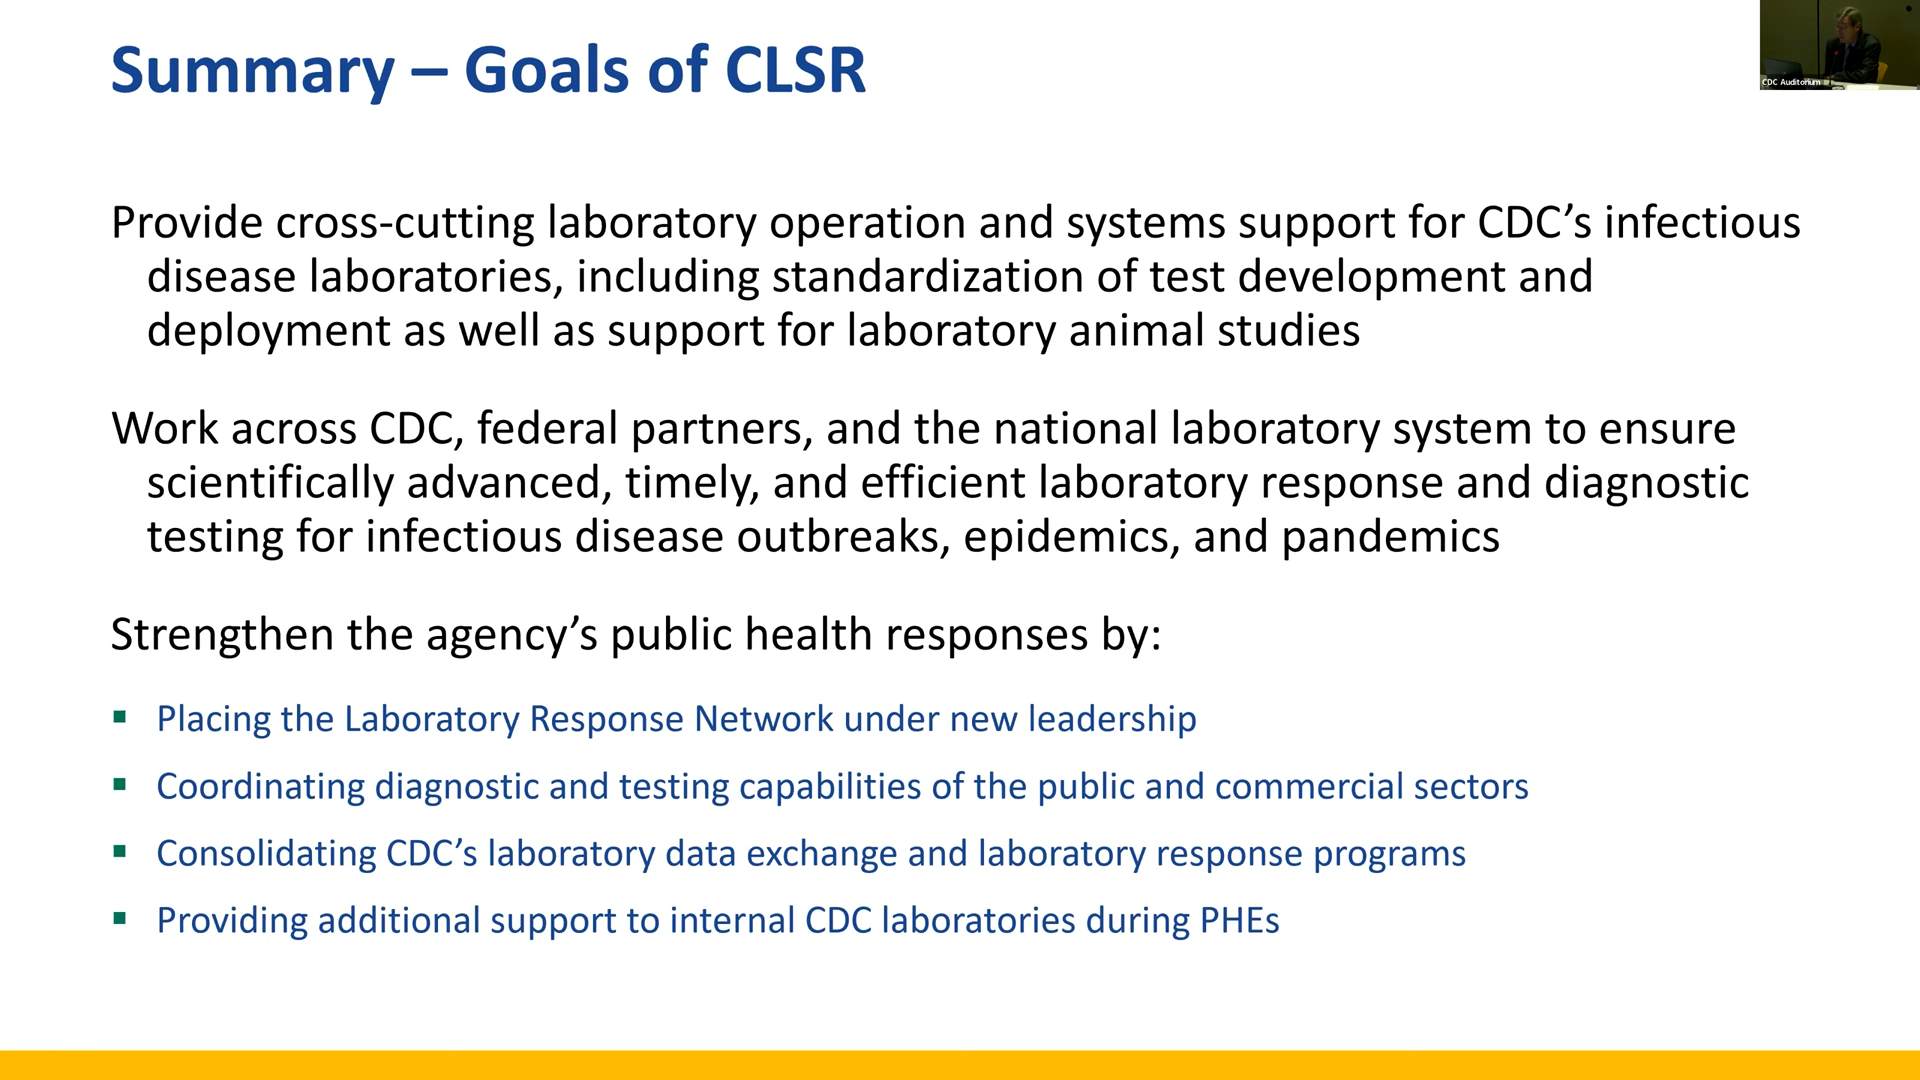 Summary – Goals of CLSR
CDC Auditorium
Provide cross-cutting laboratory operation and systems support for CDC’s infectious
disease laboratories, including standardization of test development and
deployment as well as support for laboratory animal studies
Work across CDC, federal partners, and the national laboratory system to ensure
scientifically advanced, timely, and efficient laboratory response and diagnostic
testing for infectious disease outbreaks, epidemics, and pandemics
Strengthen the agency’s public health responses by:
▪ Placing the Laboratory Response Network under new leadership
▪ Coordinating diagnostic and testing capabilities of the public and commercial sectors
▪ Consolidating CDC’s laboratory data exchange and laboratory response programs
▪ Providing additional support to internal CDC laboratories during PHEs